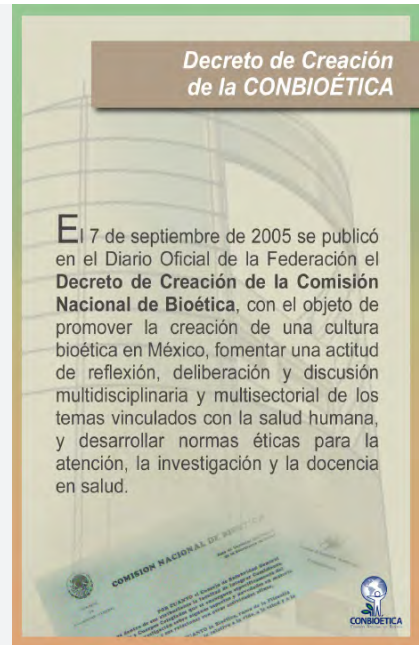 Decreto de Creación
de la CONBIOÉTICA
El 7 de septiembre de 2005 se publicó
en el Diario Oficial de la Federación el
Decreto de Creación de la Comisión
Nacional de Bioética, con el objeto de
promover la creación de una cultura
bioética en México, fomentar una actitud
de reflexión, deliberación y discusión
multidisciplinaria y multisectorial de los
temas vinculados con la salud humana,
y desarrollar normas éticas para la
atención, la investigación y la docencia
en salud.
COMISION NACIONAL DE BIOETICA
CONBIOÉTICA